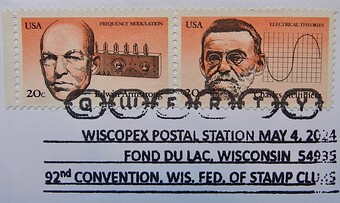 USA
FREQUENCY MODULATION
20c
Edwin Armstrong
USA
ELECTRICAL THEORIES
20c
Charles Steinmetz
QWERTY
WISCOPEX POSTAL STATION MAY 4, 2024
FOND DU LAC, WISCONSIN 54935
92nd CONVENTION, WIS. FED. OF STAMP CLUBS